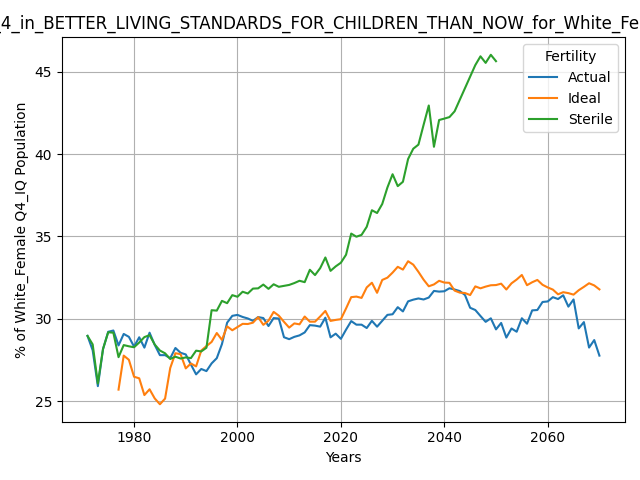 _4_in_BETTER_LIVING_STANDARDS_FOR_CHILDREN_THAN_NOW_for_White_Fe
% of White_Female Q4_IQ Population
45
40
35
30
25
Fertility
Actual
Ideal
Sterile
1980
2000
2020
2040
2060
Years